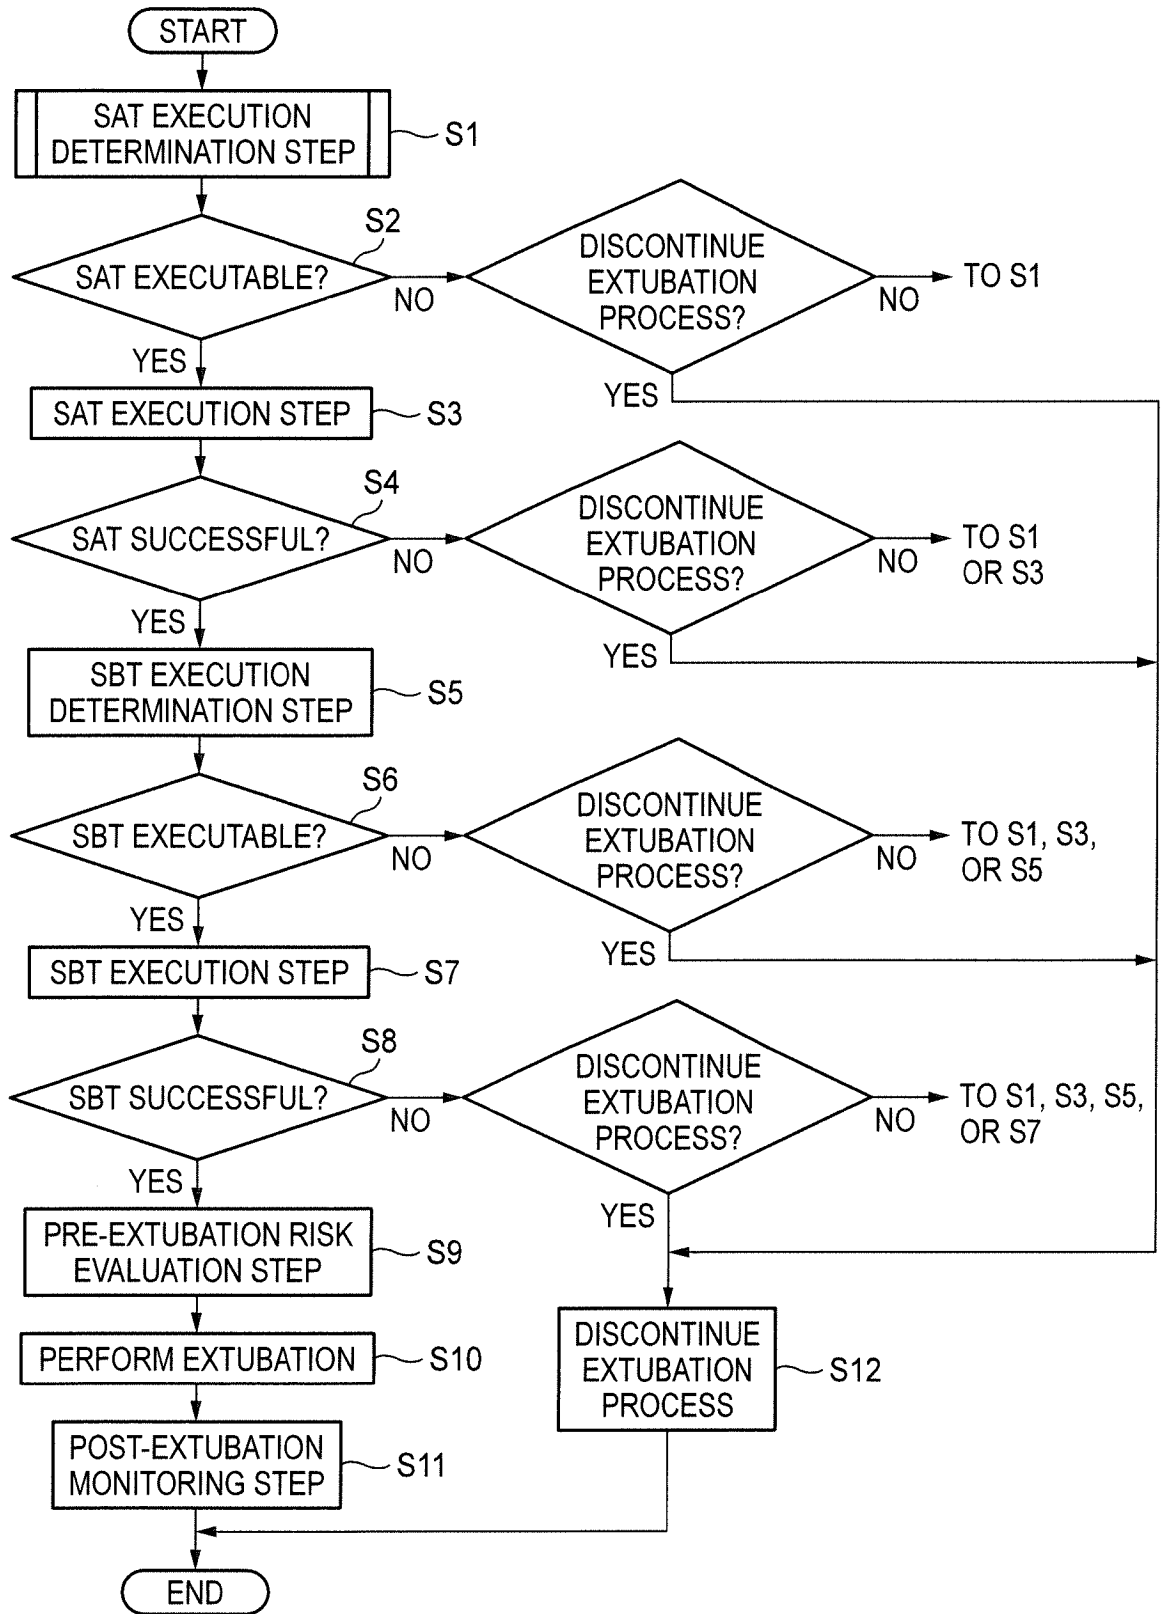 START
SAT EXECUTION
DETERMINATION STEP
S1
S2
SAT EXECUTABLE?
NO
YES
DISCONTINUE
EXTUBATION
PROCESS?
NO
TO S1
YES
SAT EXECUTION STEP
S3
S4
SAT SUCCESSFUL?
NO
YES
DISCONTINUE
EXTUBATION
PROCESS?
NO
TO S1
OR S3
YES
SBT EXECUTION
DETERMINATION STEP
S5
S6
SBT EXECUTABLE?
NO
YES
DISCONTINUE
EXTUBATION
PROCESS?
NO
TO S1, S3,
OR S5
YES
SBT EXECUTION STEP
S7
S8
SBT SUCCESSFUL?
NO
YES
DISCONTINUE
EXTUBATION
PROCESS?
NO
TO S1, S3, S5,
OR S7
YES
PRE-EXTUBATION RISK
EVALUATION STEP
S9
PERFORM EXTUBATION
S10
DISCONTINUE
EXTUBATION
PROCESS
S12
POST-EXTUBATION
MONITORING STEP
S11
END